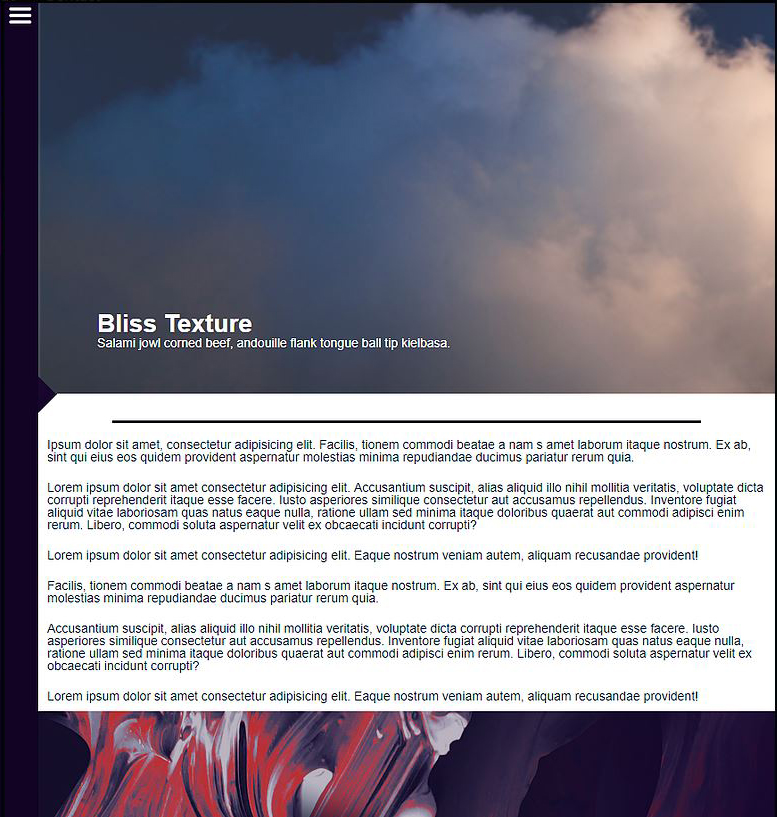 Bliss Texture
Salami jowl corned beef, andouille flank tongue ball tip kielbasa.
Ipsum dolor sit amet, consectetur adipisicing elit. Facilis, tionem commodi beatae a nam s amet laborum itaque nostrum. Ex ab,
sint qui eius eos quidem provident aspernatur molestias minima repudiandae ducimus pariatur rerum quia.
Lorem ipsum dolor sit amet consectetur adipisicing elit. Accusantium suscipit, alias aliquid illo nihil mollitia veritatis, voluptate dicta
corrupti reprehenderit itaque esse facere. Iusto asperiores similique consectetur aut accusamus repellendus. Inventore fugiat
aliquid vitae laboriosam quas natus eaque nulla, ratione ullam sed minima itaque doloribus quaerat aut commodi adipisci enim
rerum. Libero, commodi soluta aspernatur velit ex obcaecati incidunt corrupti?
Lorem ipsum dolor sit amet consectetur adipisicing elit. Eaque nostrum veniam autem, aliquam recusandae provident!
Facilis, tionem commodi beatae a nam s amet laborum itaque nostrum. Ex ab, sint qui eius eos quidem provident aspernatur
molestias minima repudiandae ducimus pariatur rerum quia.
Accusantium suscipit, alias aliquid illo nihil mollitia veritatis, voluptate dicta corrupti reprehenderit itaque esse facere. Iusto
asperiores similique consectetur aut accusamus repellendus. Inventore fugiat aliquid vitae laboriosam quas natus eaque nulla,
ratione ullam sed minima itaque doloribus quaerat aut commodi adipisci enim rerum. Libero, commodi soluta aspernatur velit ex
obcaecati incidunt corrupti?
Lorem ipsum dolor sit amet consectetur adipisicing elit. Eaque nostrum veniam autem, aliquam recusandae provident!